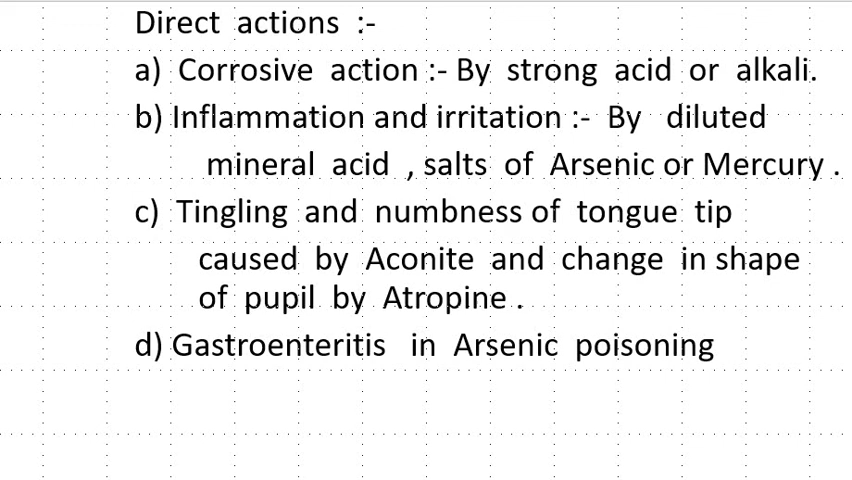 Direct actions :-
a) Corrosive action :- By strong acid or alkali.
b) Inflammation and irritation :- By diluted
mineral acid , salts of Arsenic or Mercury .
c) Tingling and numbness of tongue tip
caused by Aconite and change in shape
of pupil by Atropine .
d) Gastroenteritis in Arsenic poisoning